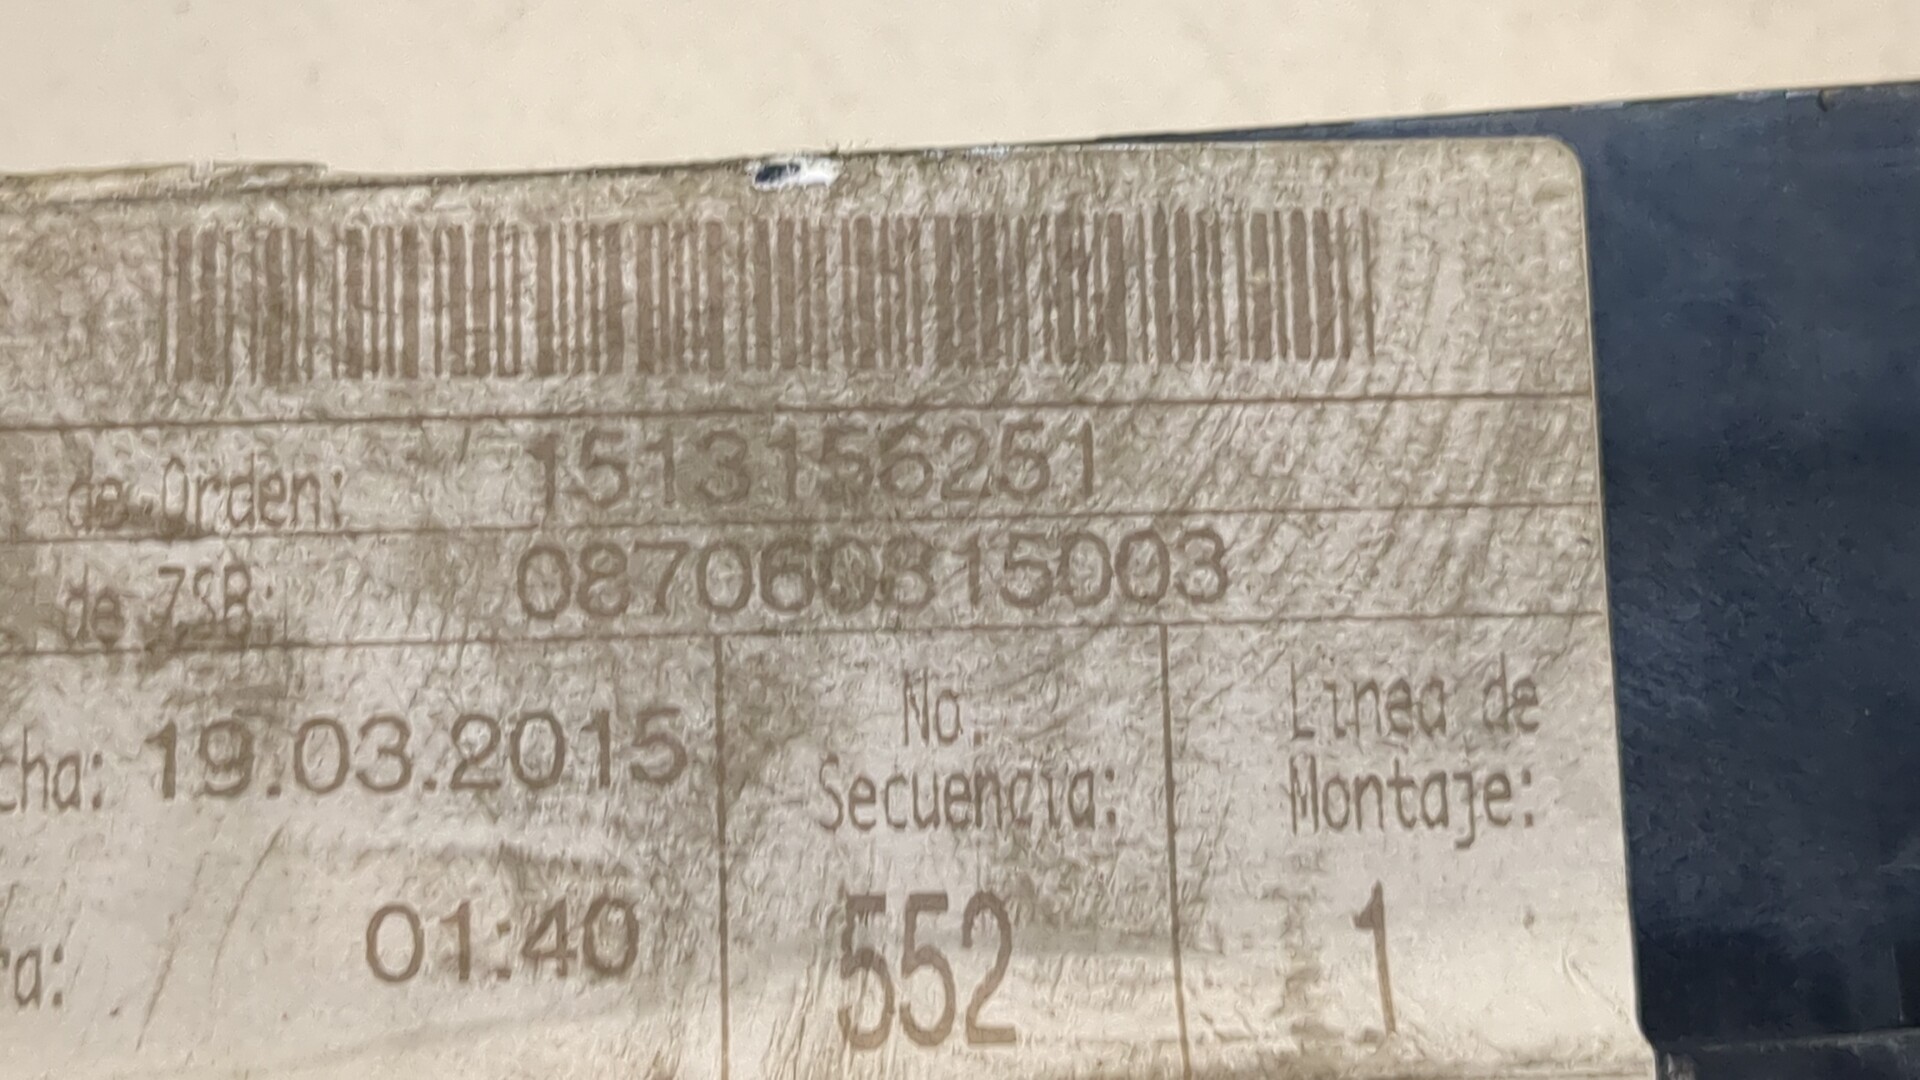 de Orden: 1513156251
de ZSB: 087060815003
cha: 19.03.2015
No. Secuencia:
Linea de Montaje:
ra: 01:40
552
1